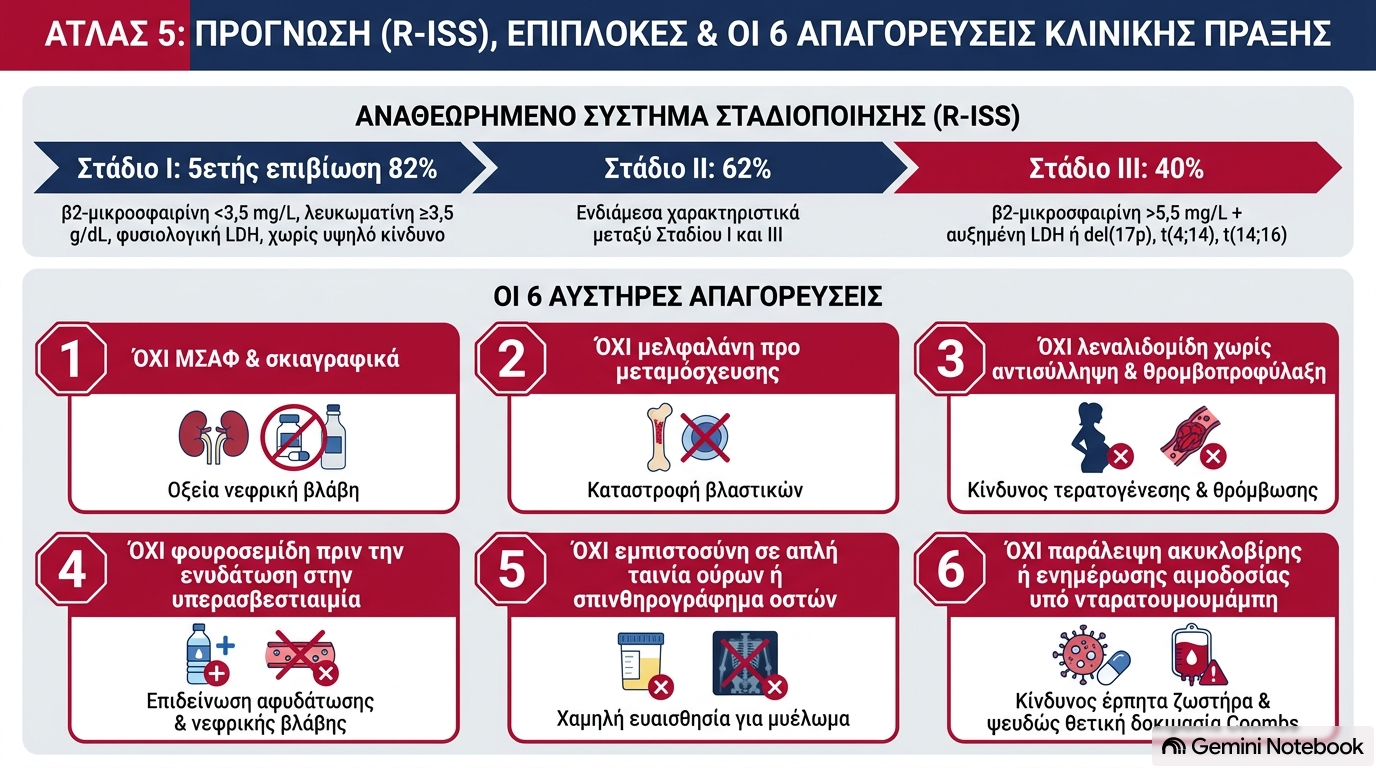 ΑΤΛΑΣ 5: ΠΡΟΓΝΩΣΗ (R-ISS), ΕΠΙΠΛΟΚΕΣ & ΟΙ 6 ΑΠΑΓΟΡΕΥΣΕΙΣ ΚΛΙΝΙΚΗΣ ΠΡΑΞΗΣ
ΑΝΑΘΕΩΡΗΜΕΝΟ ΣΥΣΤΗΜΑ ΣΤΑΔΙΟΠΟΙΗΣΗΣ (R-ISS)
Στάδιο I: 5ετής επιβίωση 82%
β2-μικροσφαιρίνη <3,5 mg/L, λευκωματίνη ≥3,5
g/dL, φυσιολογική LDH, χωρίς υψηλό κίνδυνο
Στάδιο II: 62%
Ενδιάμεσα χαρακτηριστικά
μεταξύ Σταδίου I και III
Στάδιο III: 40%
β2-μικροσφαιρίνη >5,5 mg/L +
αυξημένη LDH ή del(17p), t(4;14), t(14;16)
ΟΙ 6 ΑΥΣΤΗΡΕΣ ΑΠΑΓΟΡΕΥΣΕΙΣ
1
ΌΧΙ ΜΣΑΦ & σκιαγραφικά
Οξεία νεφρική βλάβη
2
ΌΧΙ μελφαλάνη προ
μεταμόσχευσης
Καταστροφή βλαστικών
3
ΌΧΙ λεναλιδομίδη χωρίς
αντισύλληψη & θρομβοπροφύλαξη
Κίνδυνος τερατογένεσης & θρόμβωσης
4
ΌΧΙ φουροσεμίδη πριν την
ενυδάτωση στην
υπερασβεστιαιμία
Επιδείνωση αφυδάτωσης
& νεφρικής βλάβης
5
ΌΧΙ εμπιστοσύνη σε απλή
ταινία ούρων ή
σπινθηρογράφημα οστών
Χαμηλή ευαισθησία για μυέλωμα
6
ΌΧΙ παράλειψη ακυκλοβίρης
ή ενημέρωσης αιμοδοσίας
υπό νταρατουμουμάμπη
Κίνδυνος έρπητα ζωστήρα &
ψευδώς θετική δοκιμασία Coombs
Gemini Notebook